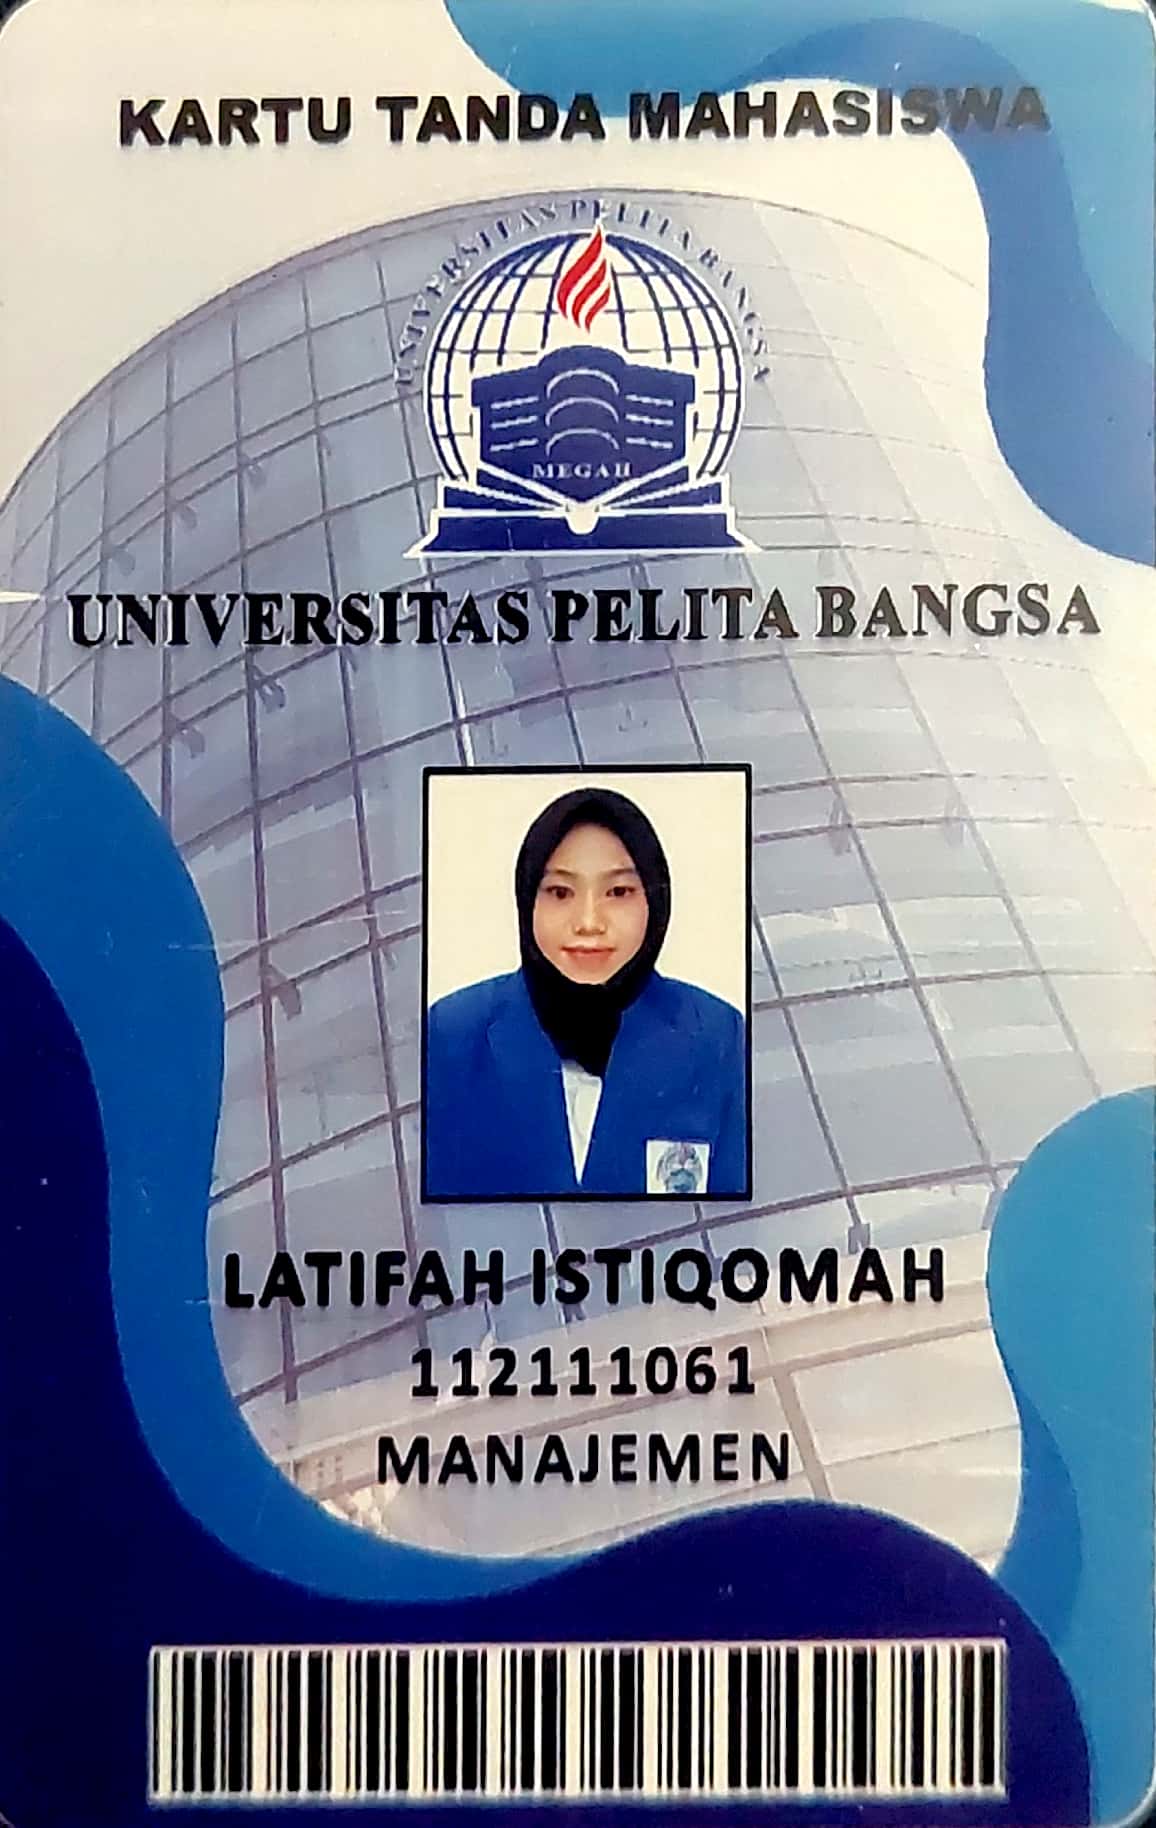 KARTU TANDA MAHASISWA
UNIVERSITAS PELITA BANGSA
MEGAH
UNIVERSITAS PELITA BANGSA
LATIFAH ISTIQOMAH
112111061
MANAJEMEN